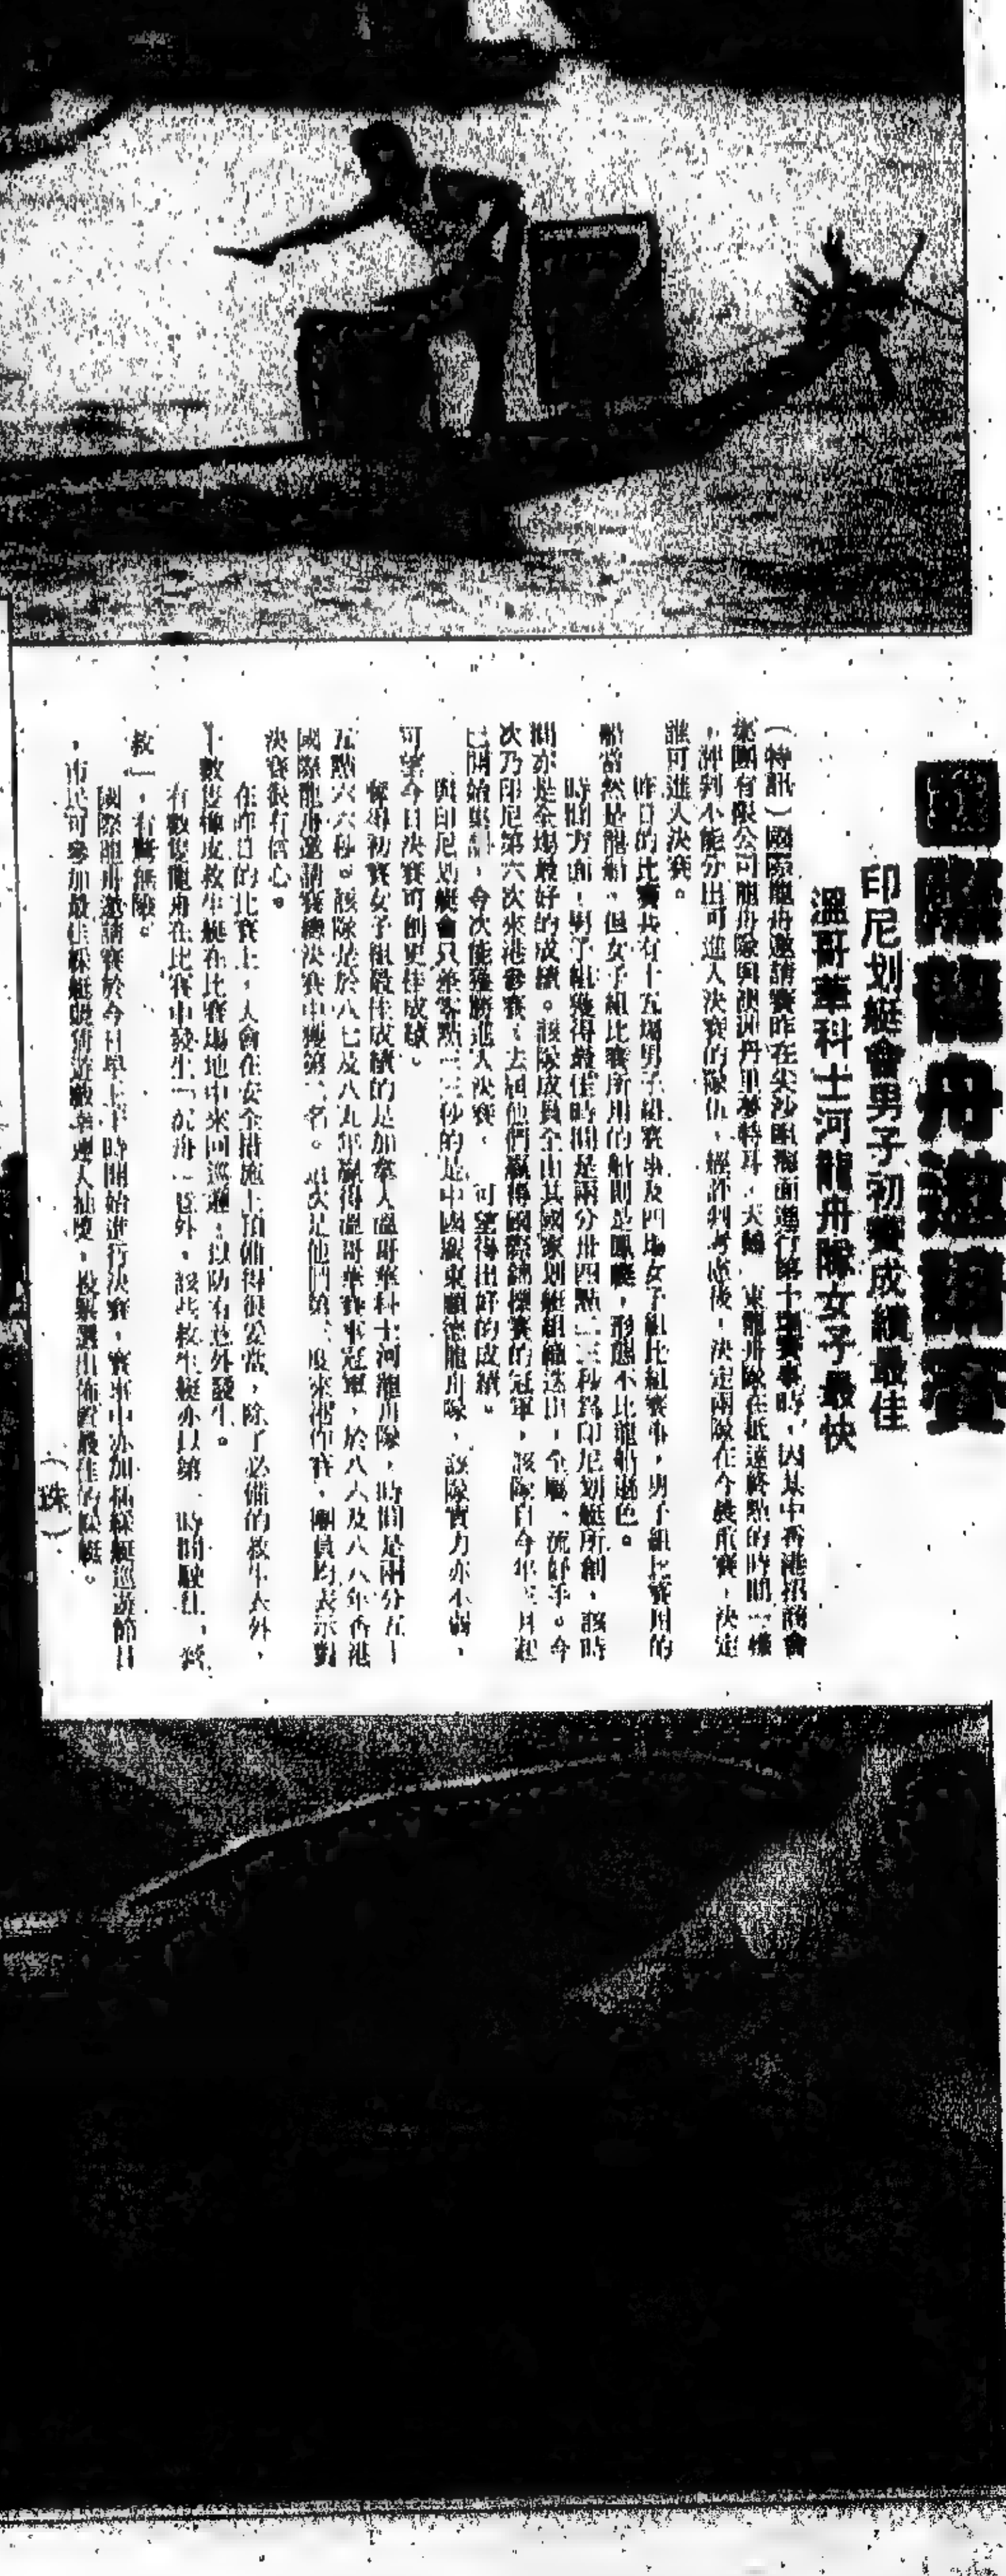 國際龍舟邀請賽
印尼划艇會男子初賽成績最佳
溫哥華科士河龍舟隊女子最快
(特訊)國際龍舟邀請賽昨在尖沙咀海面進行第十場賽事時,因其中香港招商會
集團有限公司龍舟隊與澳洲丹里 東龍舟隊在抵達終點的時間一樣
,評判不能分出可進入決賽的隊伍,經評判考慮後,決定兩隊在今晨重賽,決定
誰可進入決賽。
昨日的比賽共有十五場男子組賽事及四場女子組比組賽事,男子組比賽用的
船當然是龍船,但女子組比賽所用的船則是鳳艇,形態不比龍船遜色。
時間方面,男子組獲得最佳時間是兩分卅四點 秒爲印尼划艇所創,該時
間亦是全場最好的成績。該隊成員全由其國家划艇組織送出,全屬一流好手。今
次乃印尼第六次來港參賽,去屆他們贏得國際錦標賽的冠軍,該隊自今年 月起
已開始集訓,今次能獲勝進入決賽,可望得出好的成績。
與印尼划艇會只差零點 秒的是中國廣東順德龍舟隊,該隊實力亦不弱,
可望今日決賽可創更佳成績。
奪得初賽女子組最佳成績的是加拿大溫哥華科士河龍舟隊,時間是兩分五十
五點六六秒。該隊是於八七及八九年贏得溫哥華賽事冠軍,於八八及八八年香港
國際龍舟邀請賽總決賽中獲第 名。是次是他們第 度來港作賽,團員均表示對
決賽很有信心。
在昨日的比賽上,大會在安全措施上預備得很妥當,除了必備的救生衣外,
十數隻橡皮救生艇在比賽場地中來回巡邏,以防有意外發生。
有數隻龍舟在比賽中發生「沉舟」意外,該些救生艇亦以第一時間駛往「拯
救」,有驚無險。
國際龍舟邀請賽於今日早上 時開始進行決賽,賽事中亦加插綵艇巡遊節目
,市民可參加最佳綵艇競猜遊戲幸運大抽獎,投票選出佈置最佳的綵艇。
(珠)